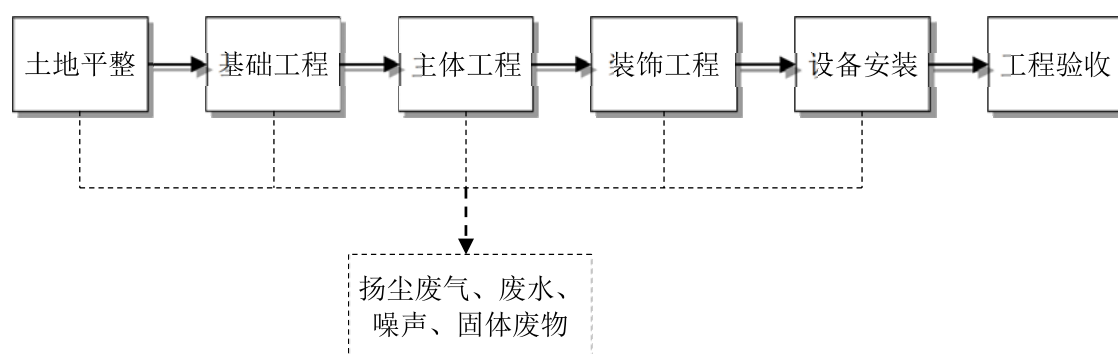 土地平整
基础工程
主体工程
装饰工程
设备安装
工程验收
扬尘废气、废水、
噪声、固体废物